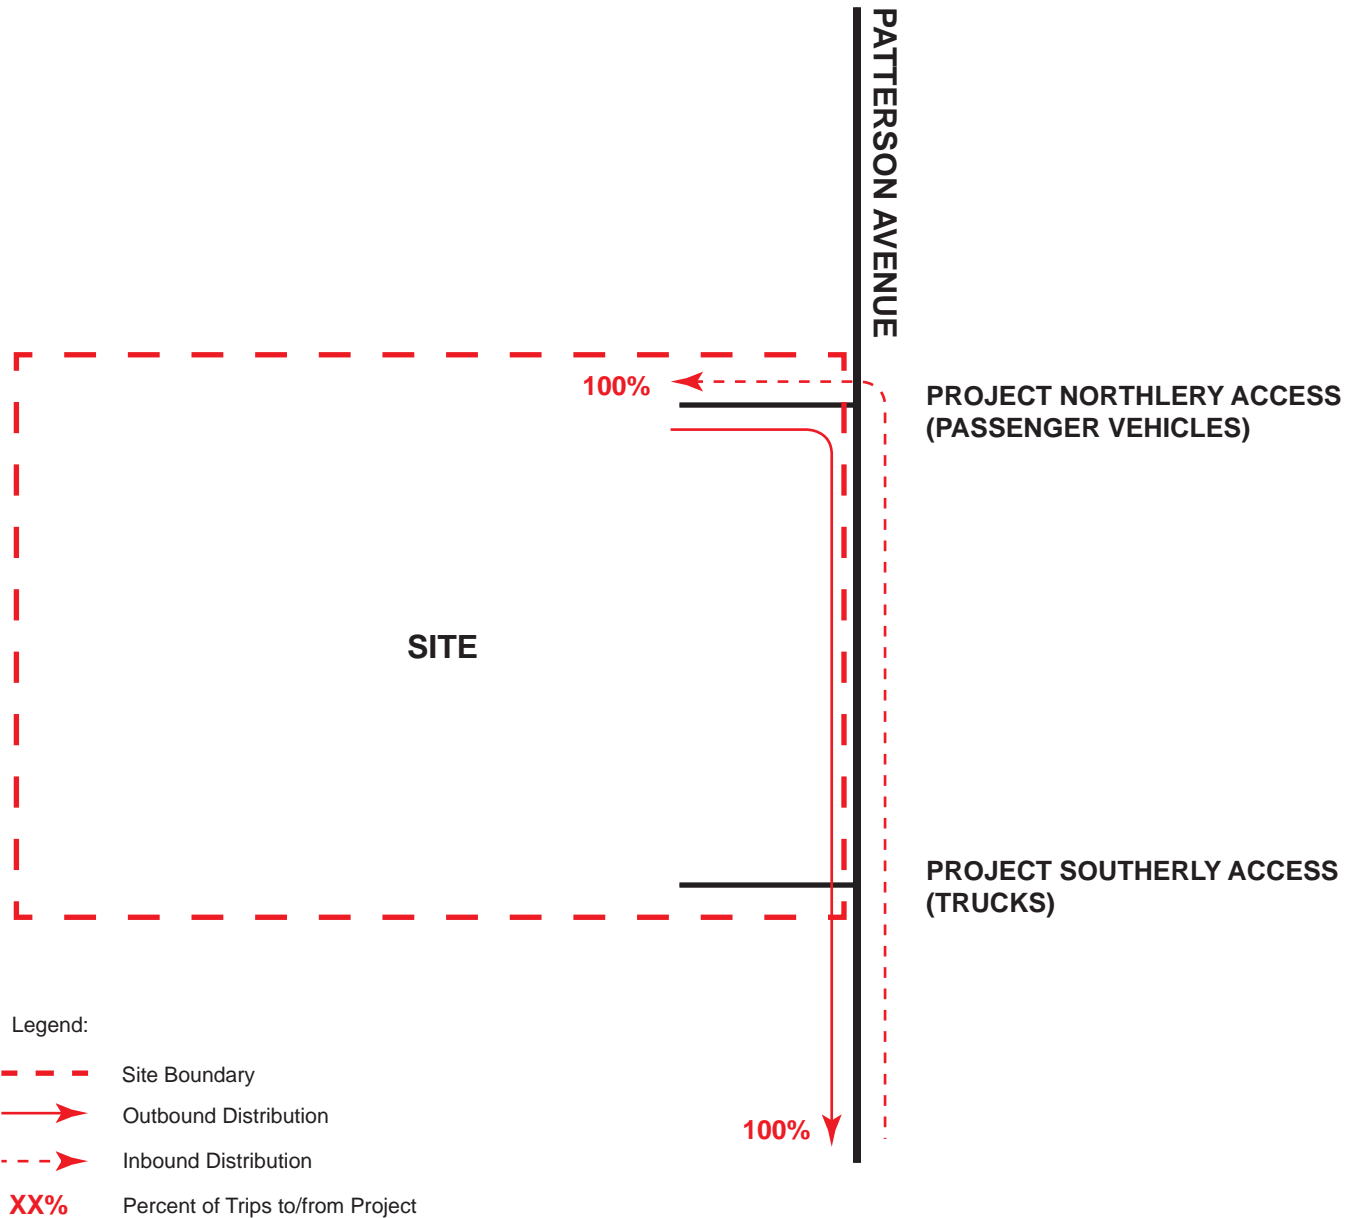 PATTERSON AVENUE
100%
PROJECT NORTHLERY ACCESS
(PASSENGER VEHICLES)
SITE
PROJECT SOUTHERLY ACCESS
(TRUCKS)
100%
Legend:
Site Boundary
Outbound Distribution
Inbound Distribution
XX% Percent of Trips to/from Project